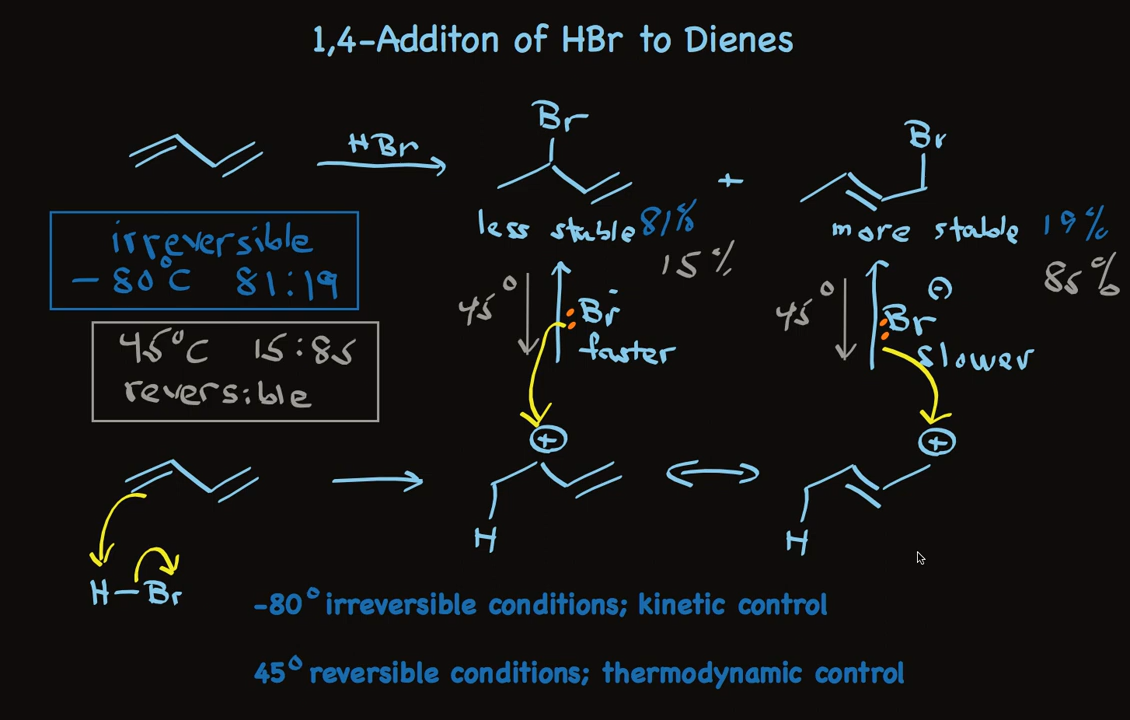 1,4-Additon of HBr to Dienes
HBr
Br
+
Br
less stable 81%
15%
more stable 19%
85%
irreversible
-80°C 81:19
45°C 15:85
reversible
45°
:Br⁻
faster
45°
:Br ⊖
slower
⊕
⊕
H
H
H-Br
-80° irreversible conditions; kinetic control
45° reversible conditions; thermodynamic control